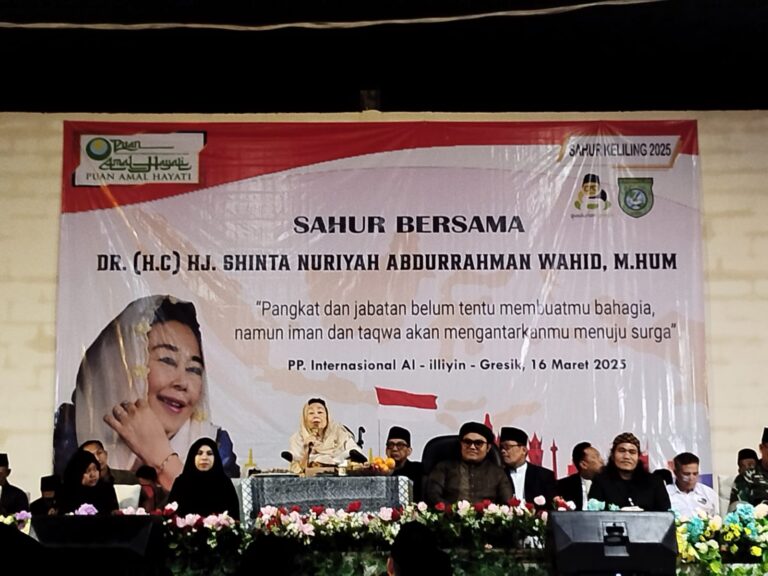 Puan
Amal Hayati
PUAN AMAL HAYATI
SAHUR KELILING 2025
SAHUR BERSAMA
DR. (H.C) HJ. SHINTA NURIYAH ABDURRAHMAN WAHID, M.HUM
"Pangkat dan jabatan belum tentu membuatmu bahagia,
namun iman dan taqwa akan mengantarkanmu menuju surga"
PP. Internasional Al - illiyin - Gresik, 16 Maret 2025